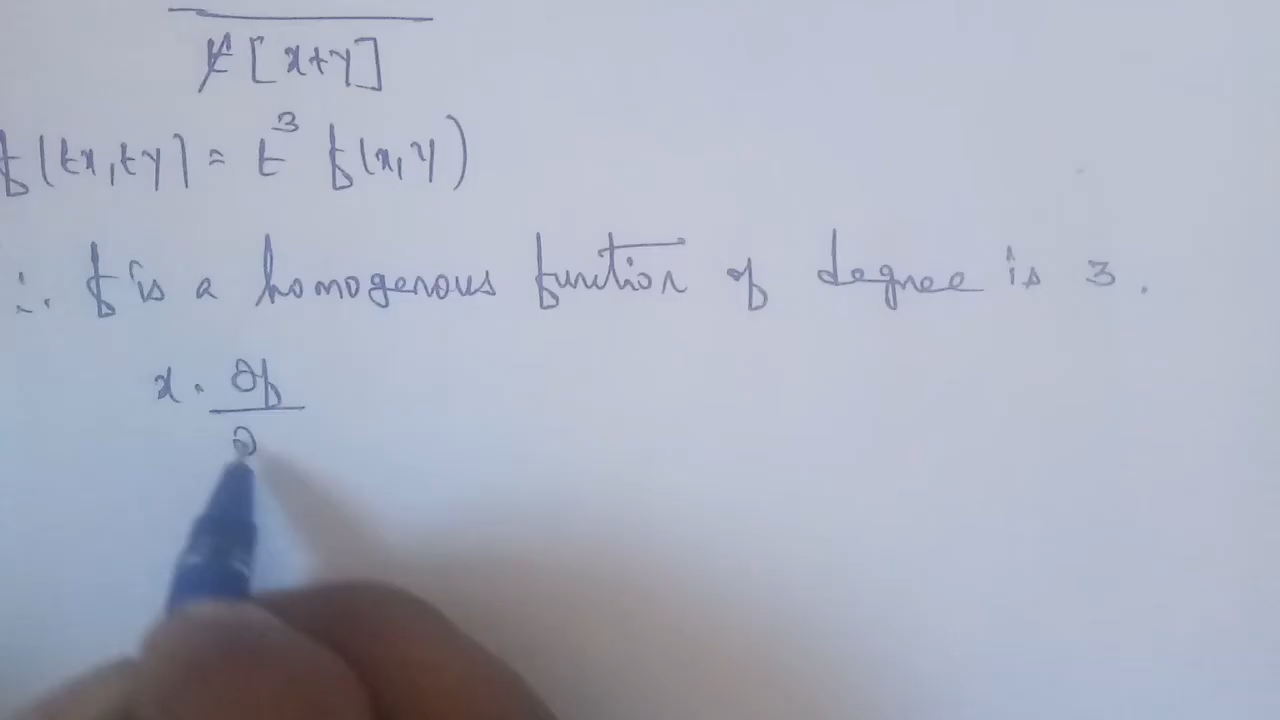 t [x+y]
f(tx,ty) = t³ f(x,y)
∴ f is a homogenous function of degree is 3.
x . ∂f
∂